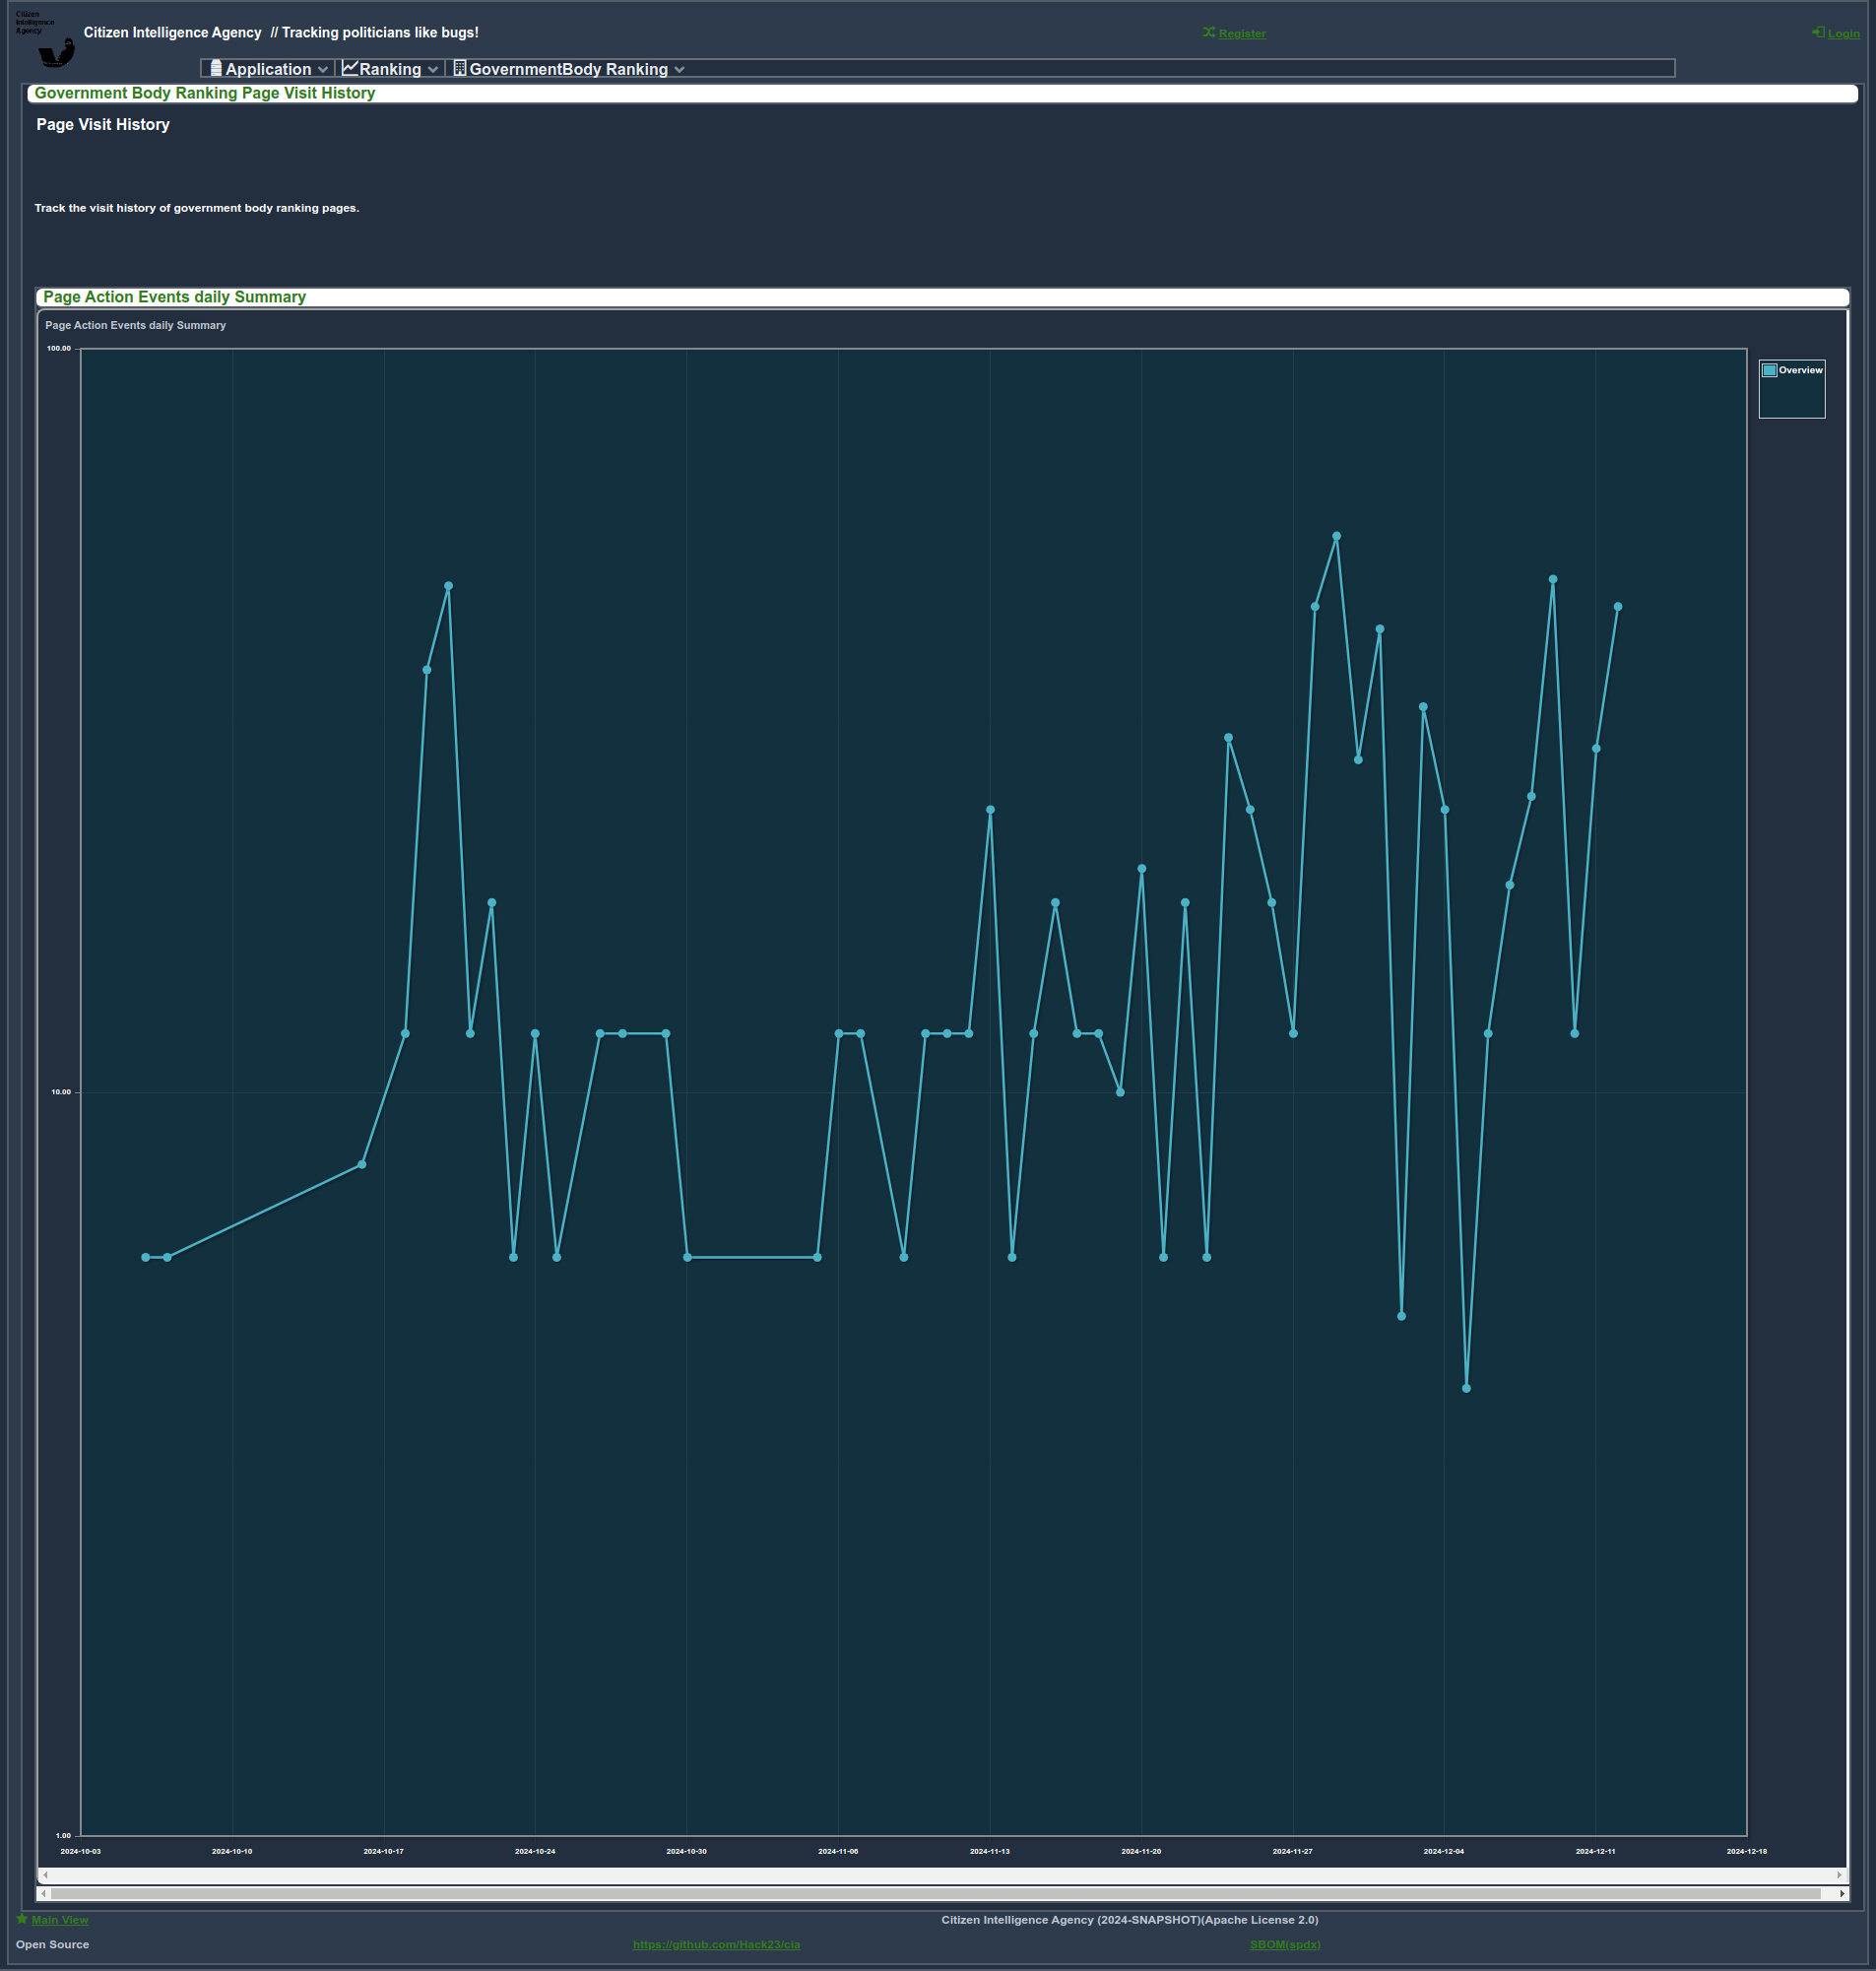 Citizen
Intelligence
Agency
Citizen Intelligence Agency // Tracking politicians like bugs!
Register
Login
Application
Ranking
GovernmentBody Ranking
Government Body Ranking Page Visit History
Page Visit History
Track the visit history of government body ranking pages.
Page Action Events daily Summary
Page Action Events daily Summary
100.00
Overview
10.00
1.00
2024-10-03
2024-10-10
2024-10-17
2024-10-24
2024-10-30
2024-11-06
2024-11-13
2024-11-20
2024-11-27
2024-12-04
2024-12-11
2024-12-18
Main View
Citizen Intelligence Agency (2024-SNAPSHOT)(Apache License 2.0)
Open Source
https://github.com/Hack23/cia
SBOM(spdx)